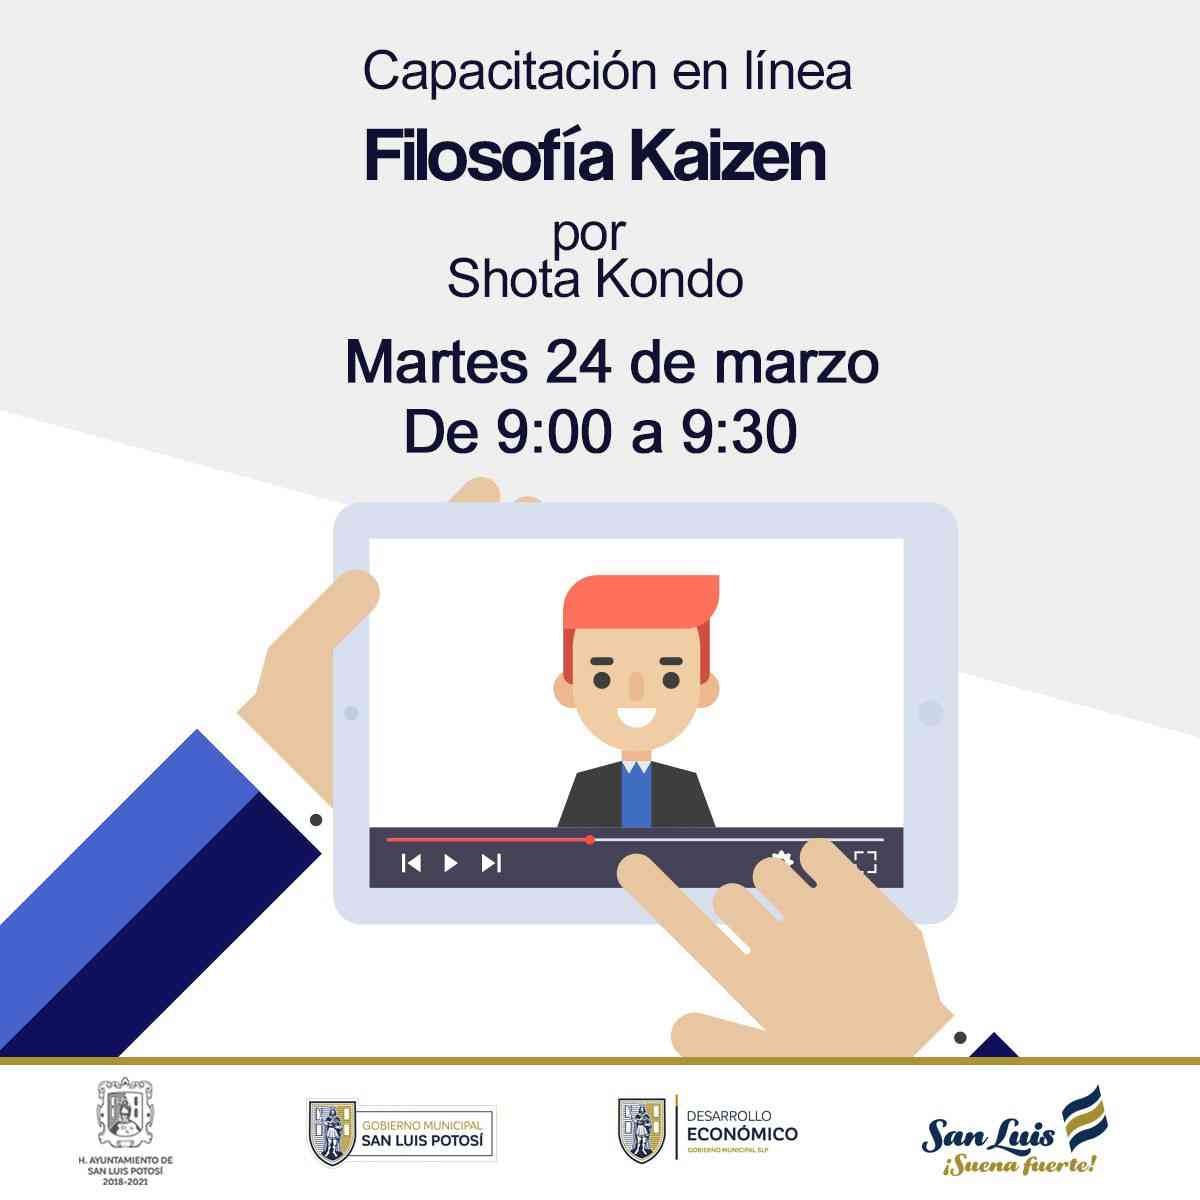 Capacitación en línea
Filosofía Kaizen
por
Shota Kondo
Martes 24 de marzo
De 9:00 a 9:30
H. AYUNTAMIENTO DE
SAN LUIS POTOSÍ
2018-2021
GOBIERNO MUNICIPAL
SAN LUIS POTOSÍ
DESARROLLO
ECONÓMICO
GOBIERNO MUNICIPAL SLP
San Luis
¡Suena fuerte!